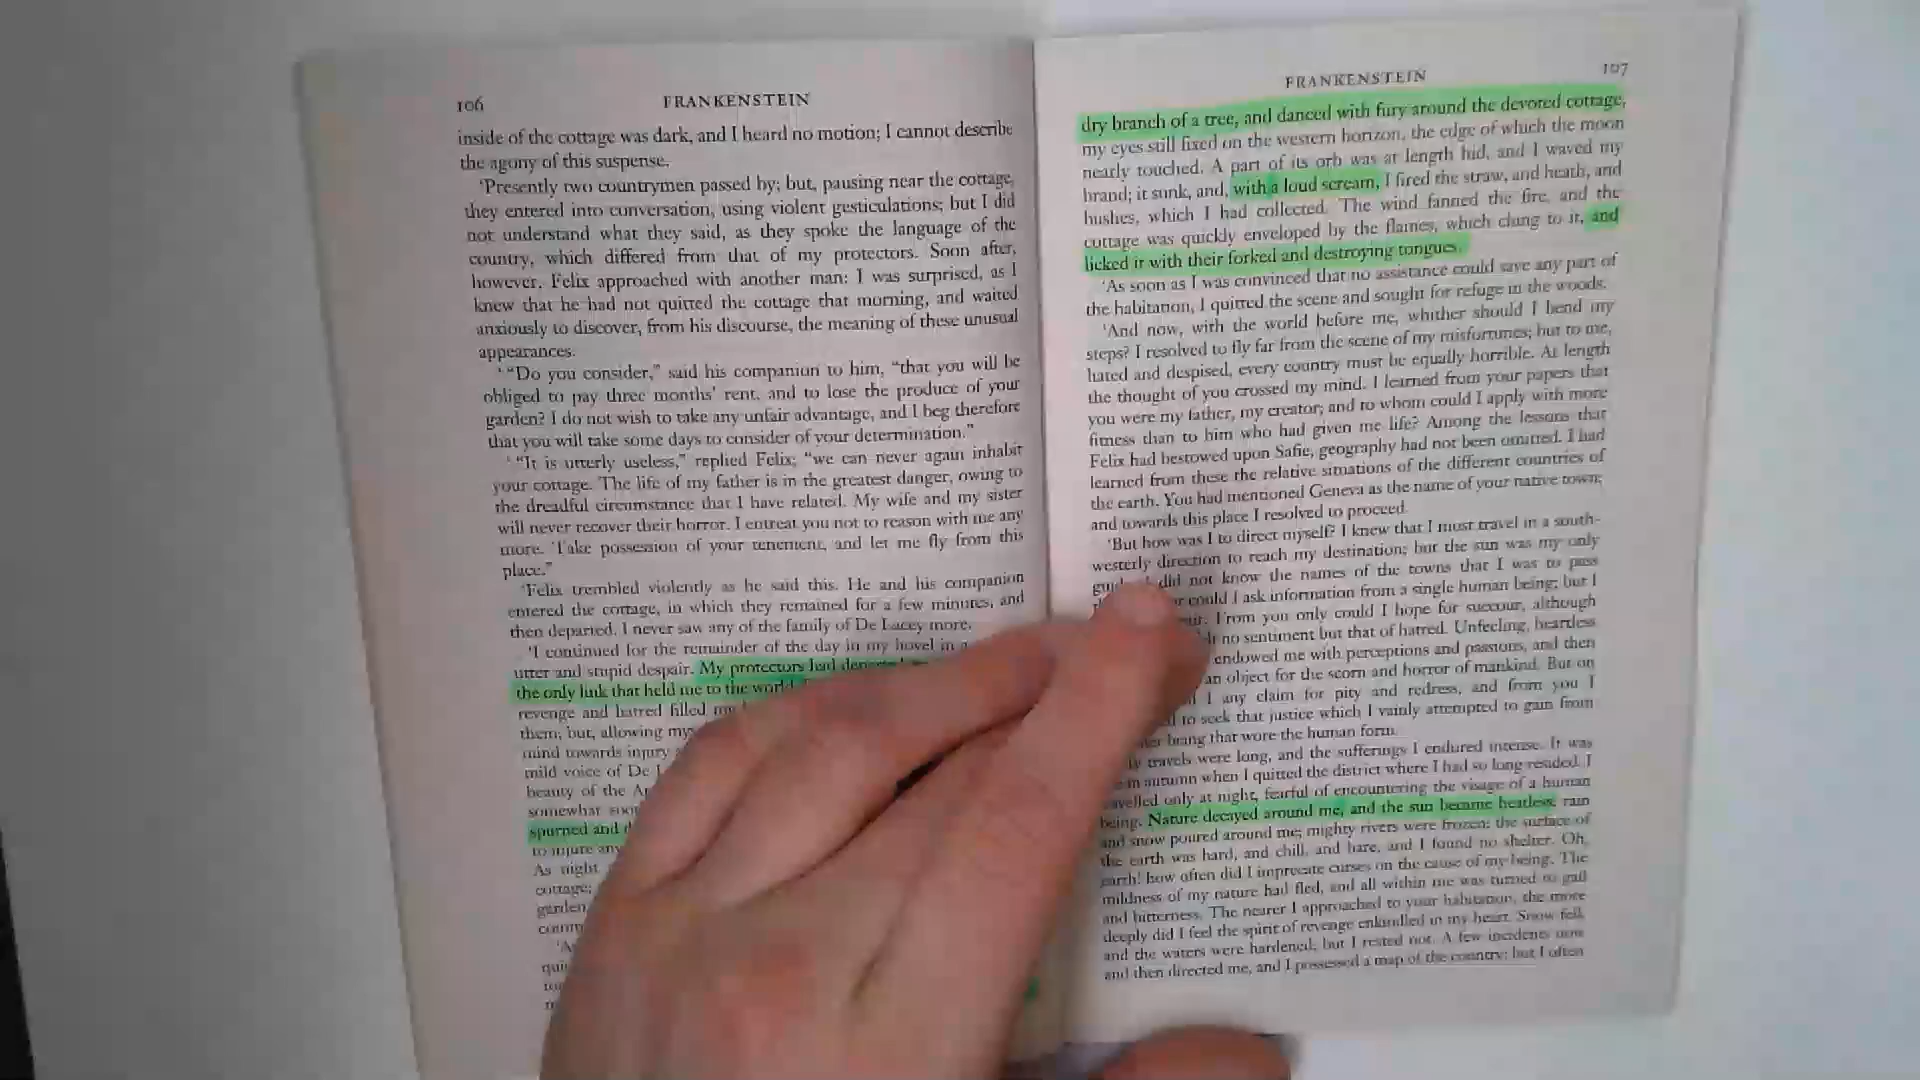 106
FRANKENSTEIN
inside of the cottage was dark, and I heard no motion; I cannot describe
the agony of this suspense.
'Presently two countrymen passed by; but, pausing near the cottage,
they entered into conversation, using violent gesticulations; but I did
not understand what they said, as they spoke the language of the
country, which differed from that of my protectors. Soon after,
however, Felix approached with another man: I was surprised, as I
knew that he had not quitted the cottage that morning, and waited
anxiously to discover, from his discourse, the meaning of these unusual
appearances.
'"Do you consider," said his companion to him, "that you will be
obliged to pay three months' rent, and to lose the produce of your
garden? I do not wish to take any unfair advantage, and I beg therefore
that you will take some days to consider of your determination."
'"It is utterly useless," replied Felix; "we can never again inhabit
your cottage. The life of my father is in the greatest danger, owing to
the dreadful circumstance that I have related. My wife and my sister
will never recover their horror. I entreat you not to reason with me any
more. Take possession of your tenement, and let me fly from this
place."
'Felix trembled violently as he said this. He and his companion
entered the cottage, in which they remained for a few minutes, and
then departed. I never saw any of the family of De Lacey more.
'I continued for the remainder of the day in my hovel in a
utter and stupid despair. My protectors had
the only link that held me to the world.
revenge and hatred filled my
them; but, allowing
mind towards injury
mild voice of De
beauty of the
somewhat
spurned and
to injure any
As night
cottage;
garden
107
FRANKENSTEIN
dry branch of a tree, and danced with fury around the devoted cottage,
my eyes still fixed on the western horizon, the edge of which the moon
nearly touched. A part of its orb was at length hid, and I waved my
brand; it sunk, and, with a loud scream, I fired the straw, and heath, and
bushes, which I had collected. The wind fanned the fire, and the
cottage was quickly enveloped by the flames, which clung to it, and
licked it with their forked and destroying tongues.
'As soon as I was convinced that no assistance could save any part of
the habitation, I quitted the scene and sought for refuge in the woods.
'And now, with the world before me, whither should I bend my
steps? I resolved to fly far from the scene of my misfortunes; but to me,
hated and despised, every country must be equally horrible. At length
the thought of you crossed my mind. I learned from your papers that
you were my father, my creator; and to whom could I apply with more
fitness than to him who had given me life? Among the lessons that
Felix had bestowed upon Safie, geography had not been omitted. I had
learned from these the relative situations of the different countries of
the earth. You had mentioned Geneva as the name of your native town;
and towards this place I resolved to proceed.
'But how was I to direct myself? I knew that I must travel in a south-
westerly direction to reach my destination; but the sun was my only
did not know the names of the towns that I was to pass
could I ask information from a single human being; but I
From you only could I hope for succour, although
no sentiment but that of hatred. Unfeeling, heartless
endowed me with perceptions and passions, and then
an object for the scorn and horror of mankind. But on
I any claim for pity and redress, and from you I
to seek that justice which I vainly attempted to gain from
being that wore the human form.
travels were long, and the sufferings I endured intense. It was
autumn when I quitted the district where I had so long resided. I
travelled only at night, fearful of encountering the visage of a human
being. Nature decayed around me, and the sun became heatless; rain
and snow poured around me; mighty rivers were frozen; the surface of
the earth was hard, and chill, and bare, and I found no shelter. Oh,
earth! how often did I imprecate curses on the cause of my being. The
mildness of my nature had fled, and all within me was turned to gall
and bitterness. The nearer I approached to your habitation, the more
deeply did I feel the spirit of revenge enkindled in my heart. Snow fell,
and the waters were hardened; but I rested not. A few incidents now
and then directed me, and I possessed a map of the country; but I often